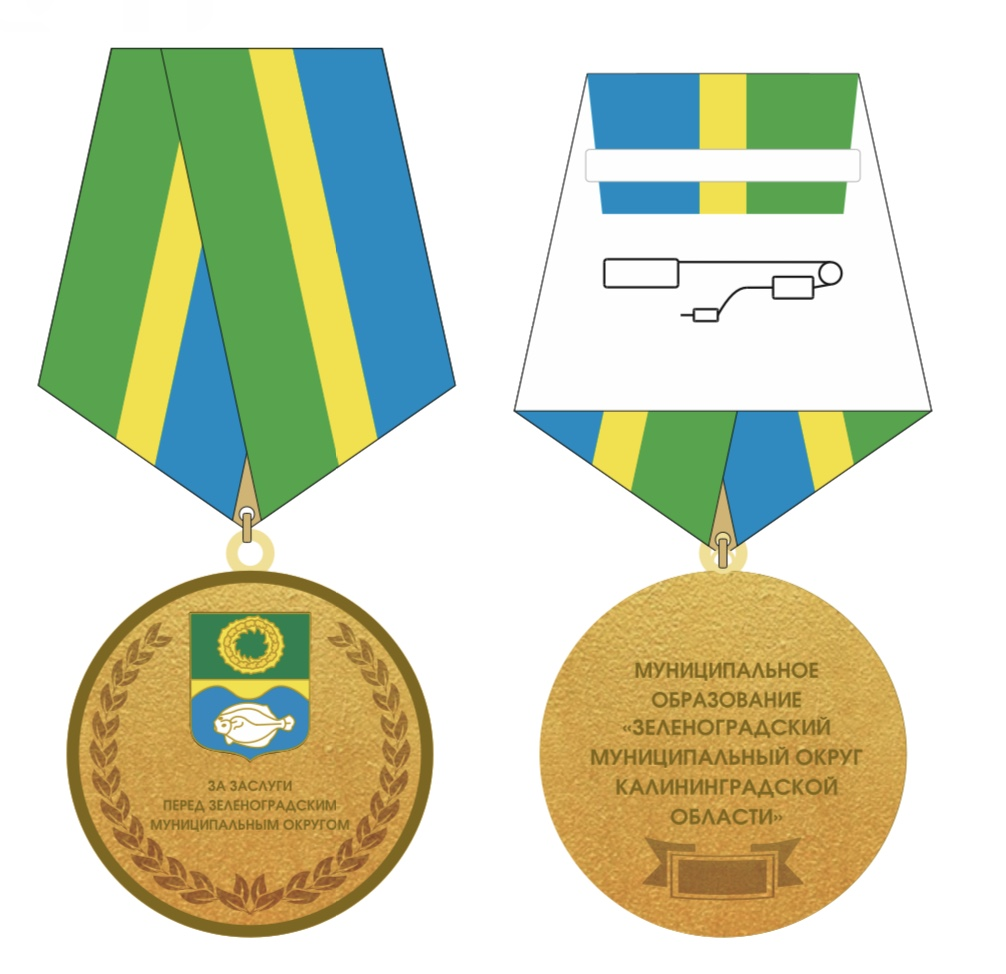 ЗА ЗАСЛУГИ
ПЕРЕД ЗЕЛЕНОГРАДСКИМ
МУНИЦИПАЛЬНЫМ ОКРУГОМ
МУНИЦИПАЛЬНОЕ
ОБРАЗОВАНИЕ
«ЗЕЛЕНОГРАДСКИЙ
МУНИЦИПАЛЬНЫЙ ОКРУГ
КАЛИНИНГРАДСКОЙ
ОБЛАСТИ»